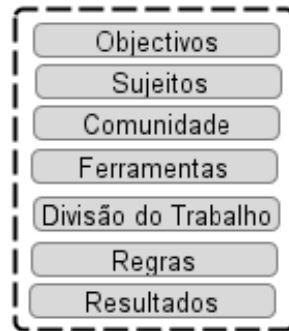 Objectivos
Sujeitos
Comunidade
Ferramentas
Divisão do Trabalho
Regras
Resultados